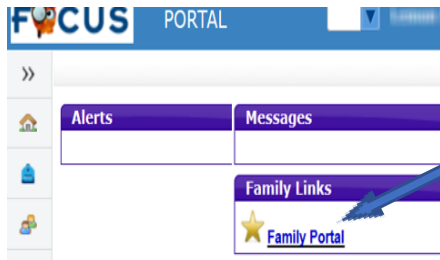 FOCUS PORTAL
»
Alerts
Messages
Family Links
Family Portal